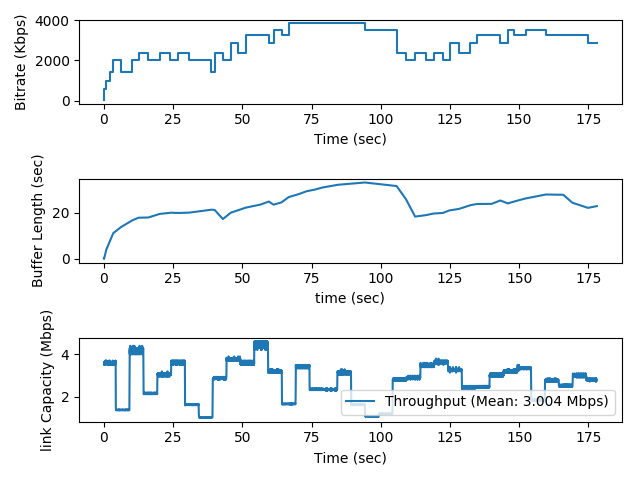 Bitrate (Kbps)
4000
2000
0
0 25 50 75 100 125 150 175
Time (sec)
Buffer Length (sec)
20
0
0 25 50 75 100 125 150 175
time (sec)
link Capacity (Mbps)
4
2
Throughput (Mean: 3.004 Mbps)
0 25 50 75 100 125 150 175
Time (sec)